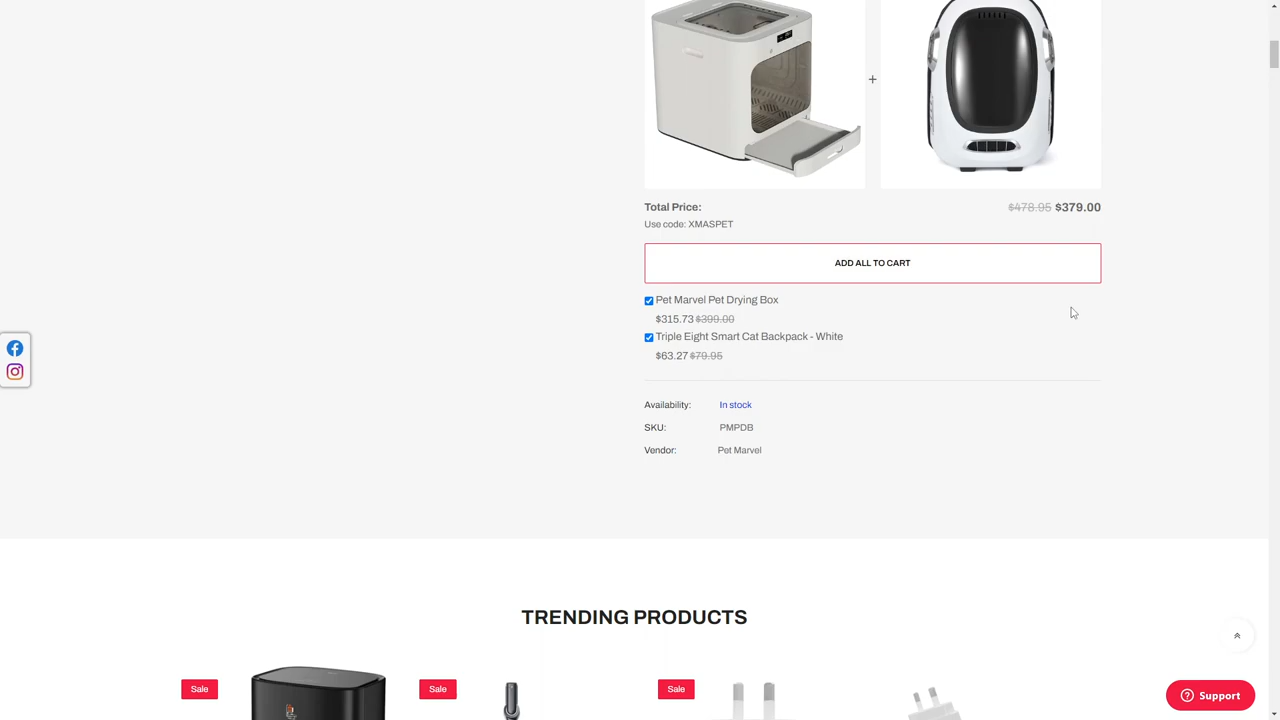 +
Total Price: $478.95 $379.00
Use code: XMASPET
ADD ALL TO CART
Pet Marvel Pet Drying Box
$315.73 $399.00
Triple Eight Smart Cat Backpack - White
$63.27 $79.95
Availability: In stock
SKU: PMPDB
Vendor: Pet Marvel
TRENDING PRODUCTS
Sale
Sale
Sale
Support